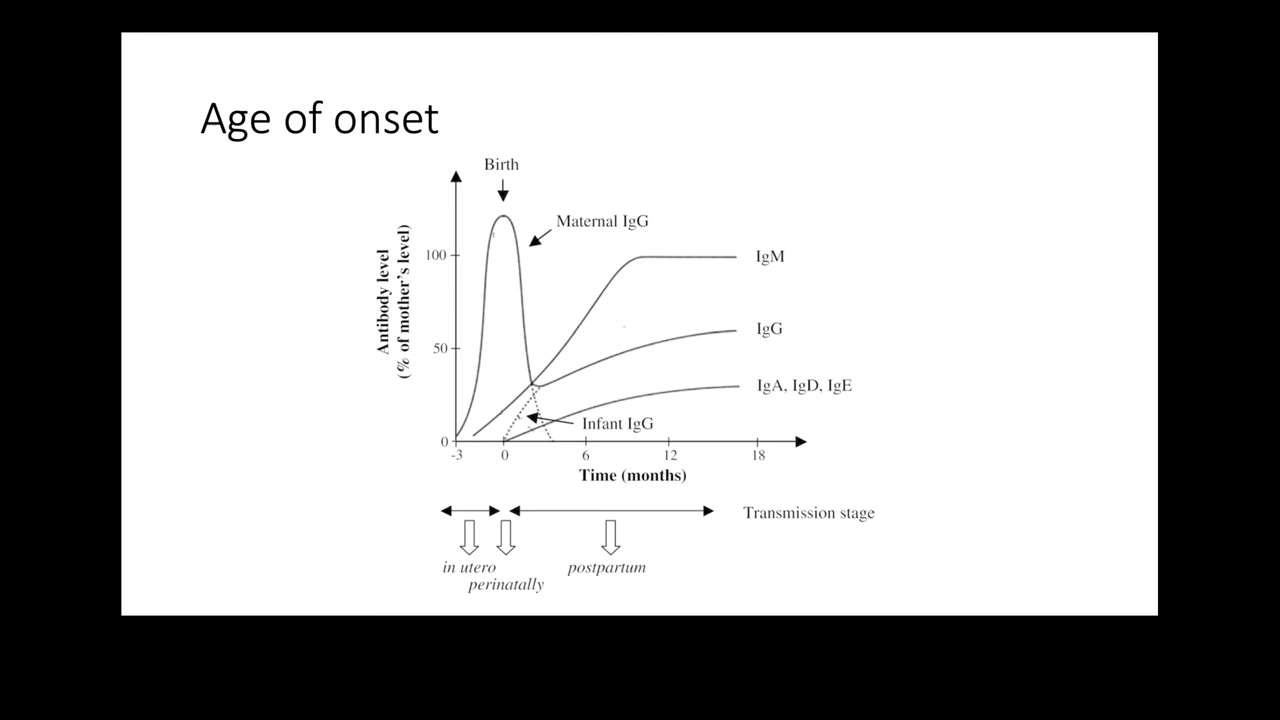 Age of onset
Birth
Maternal IgG
Antibody level
(% of mother's level)
100
50
0
IgM
IgG
IgA, IgD, IgE
Infant IgG
-3 0 6 12 18
Time (months)
Transmission stage
in utero
perinatally
postpartum